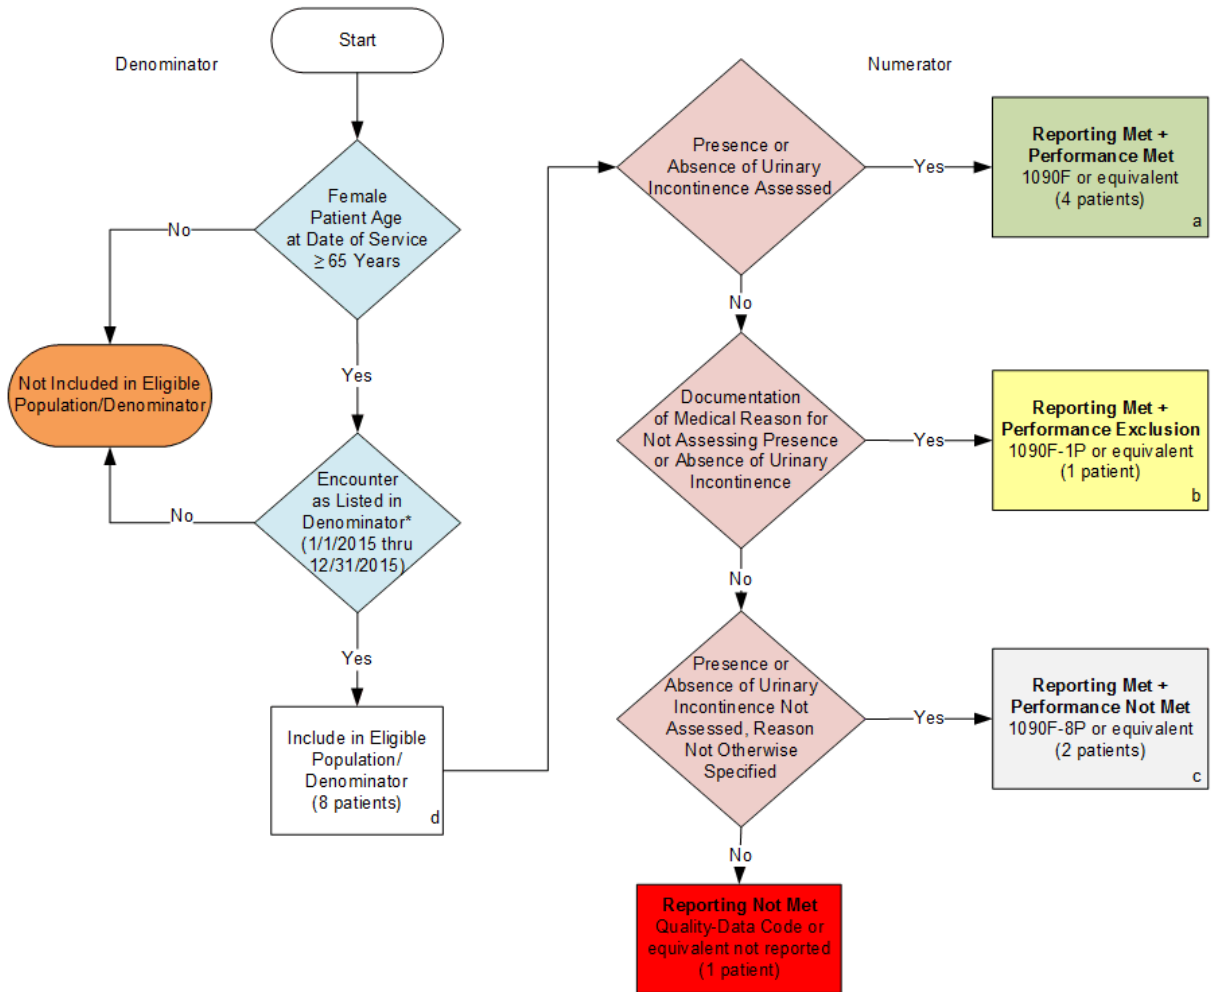 Start
Denominator
Female
Patient Age
at Date of Service
≥ 65 Years
No
Yes
Not Included in Eligible
Population/Denominator
Encounter
as Listed in
Denominator*
(1/1/2015 thru
12/31/2015)
No
Yes
Include in Eligible
Population/
Denominator
(8 patients)
d
Numerator
Presence or
Absence of Urinary
Incontinence Assessed
Yes
Reporting Met +
Performance Met
1090F or equivalent
(4 patients)
a
No
Documentation
of Medical Reason for
Not Assessing Presence
or Absence of Urinary
Incontinence
Yes
Reporting Met +
Performance Exclusion
1090F-1P or equivalent
(1 patient)
b
No
Presence or
Absence of Urinary
Incontinence Not
Assessed, Reason
Not Otherwise
Specified
Yes
Reporting Met +
Performance Not Met
1090F-8P or equivalent
(2 patients)
c
No
Reporting Not Met
Quality-Data Code or
equivalent not reported
(1 patient)